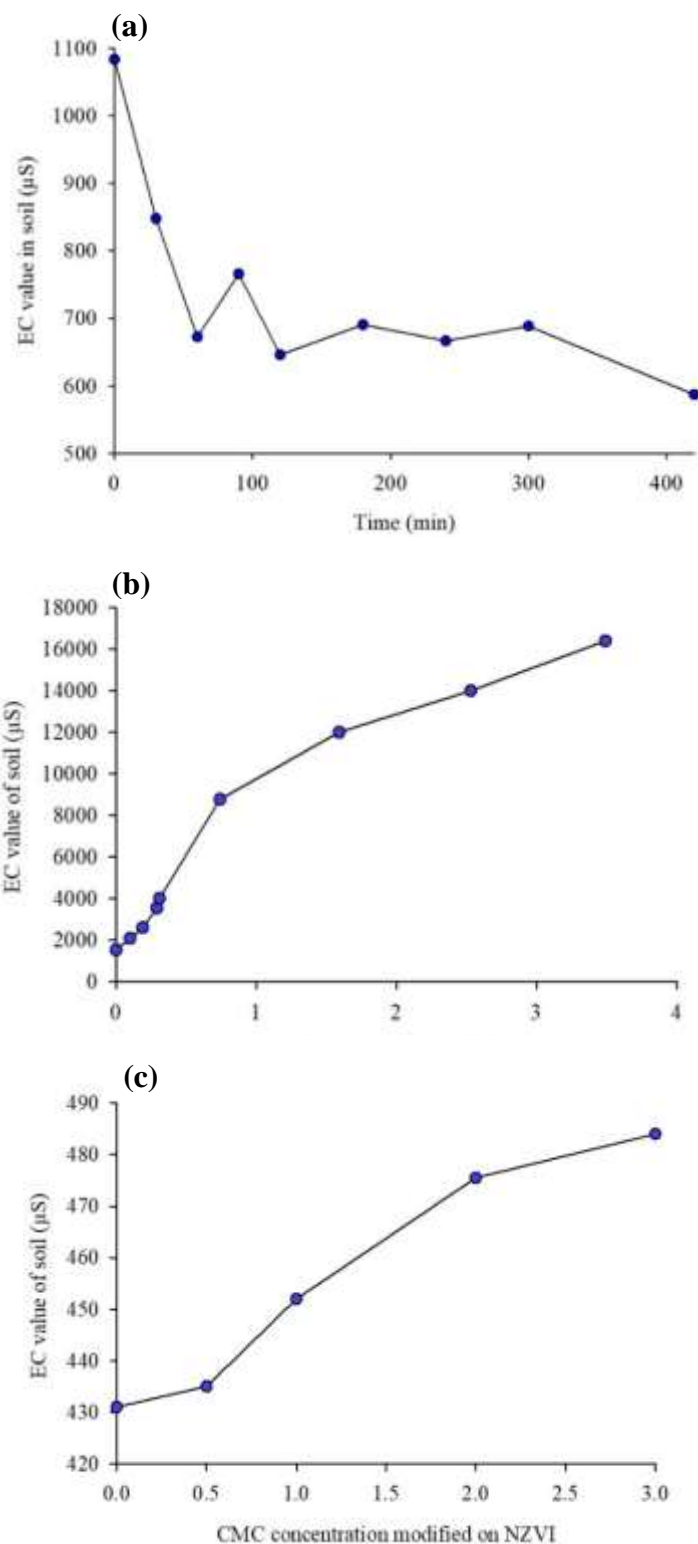 (a)
1100
1000
900
800
700
600
500
EC value in soil (µS)
0 100 200 300 400
Time (min)
(b)
18000
16000
14000
12000
10000
8000
6000
4000
2000
0
EC value of soil (µS)
0 1 2 3 4
(c)
490
480
470
460
450
440
430
420
EC value of soil (µS)
0.0 0.5 1.0 1.5 2.0 2.5 3.0
CMC concentration modified on NZVI